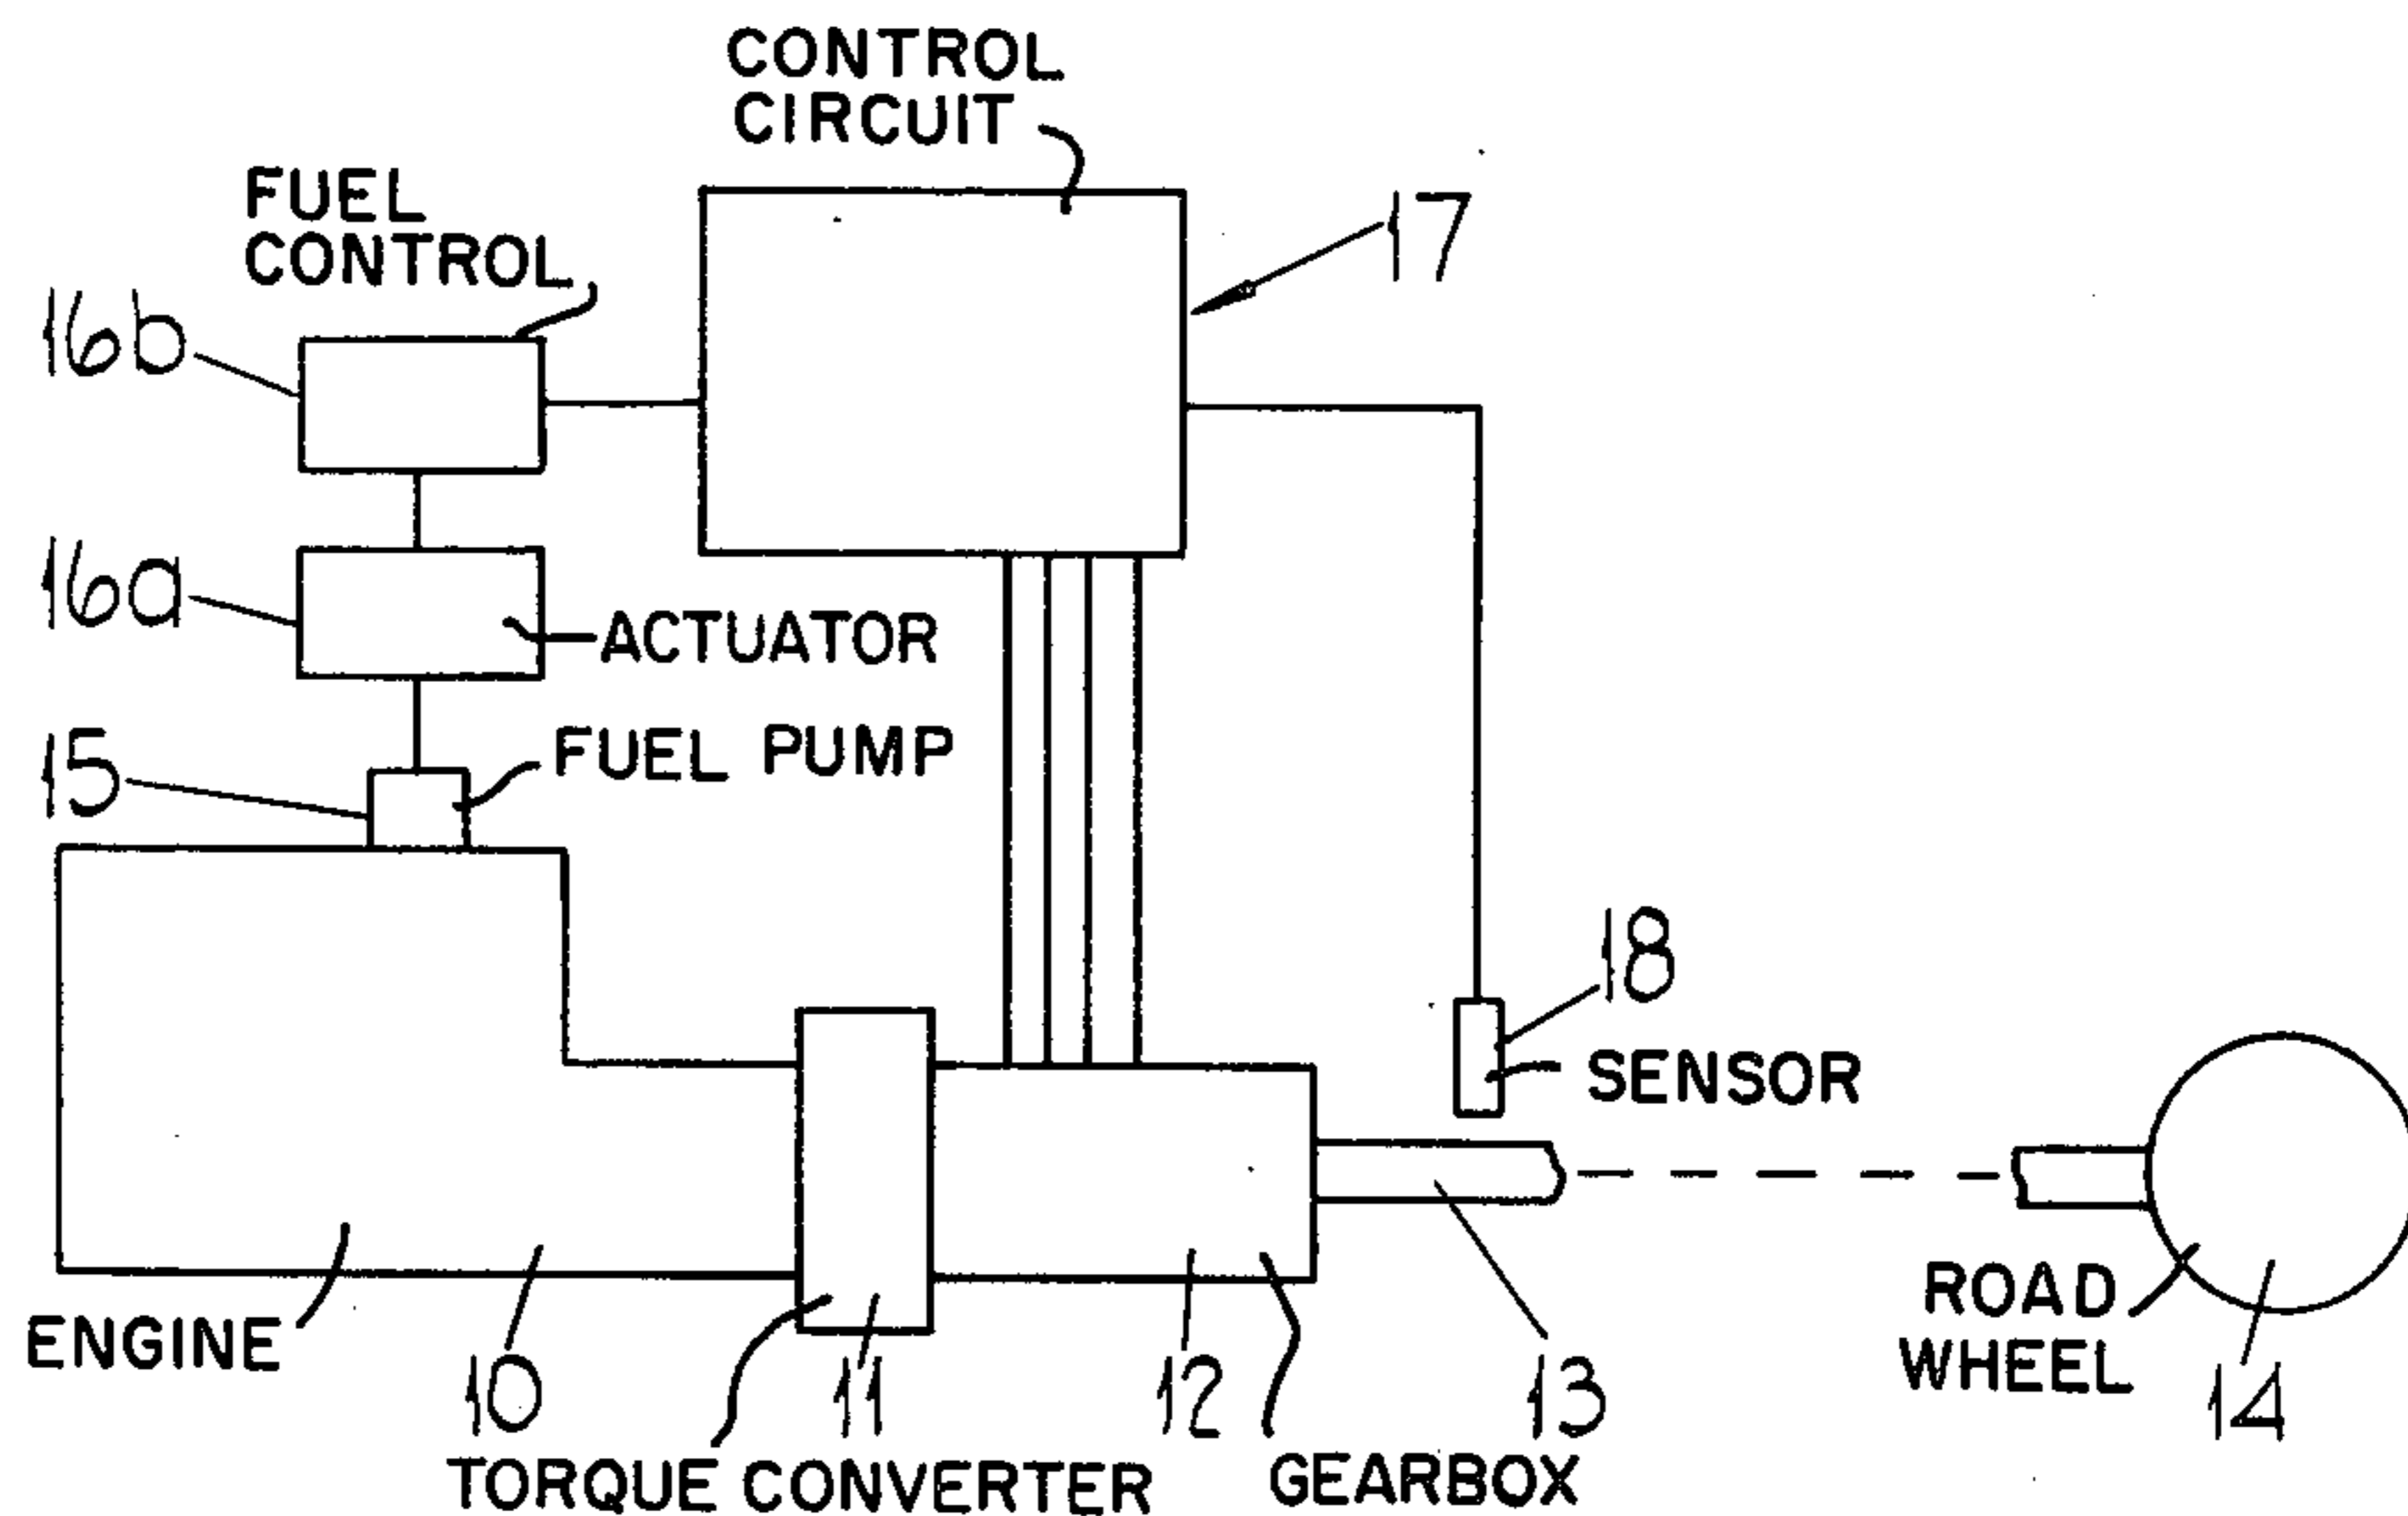 CONTROL
CIRCUIT
FUEL
CONTROL
17
16b
16a
ACTUATOR
15
FUEL PUMP
18
SENSOR
ENGINE
10
11
12
13
ROAD
WHEEL
14
TORQUE CONVERTER
GEARBOX